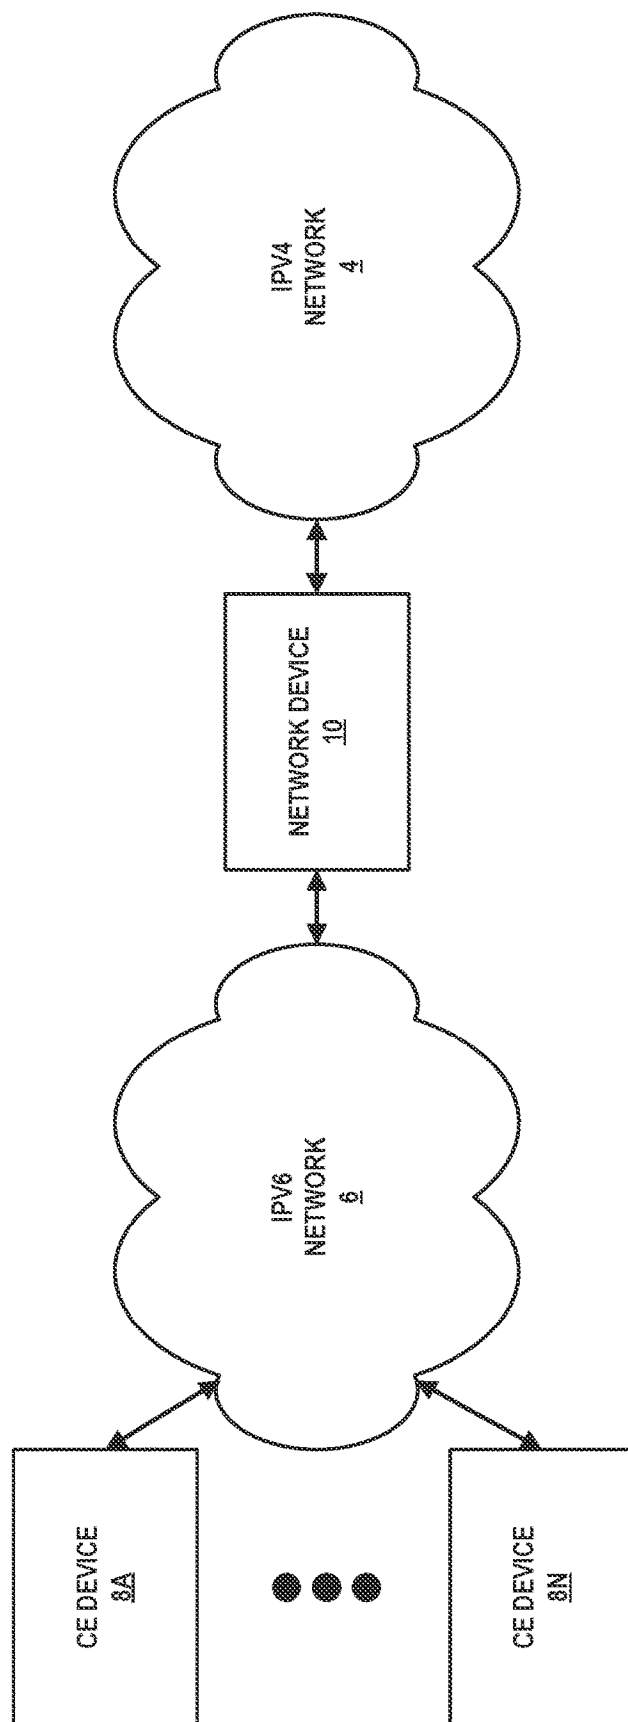 CE DEVICE
8A
CE DEVICE
8N
IPV6
NETWORK
6
NETWORK DEVICE
10
IPV4
NETWORK
4